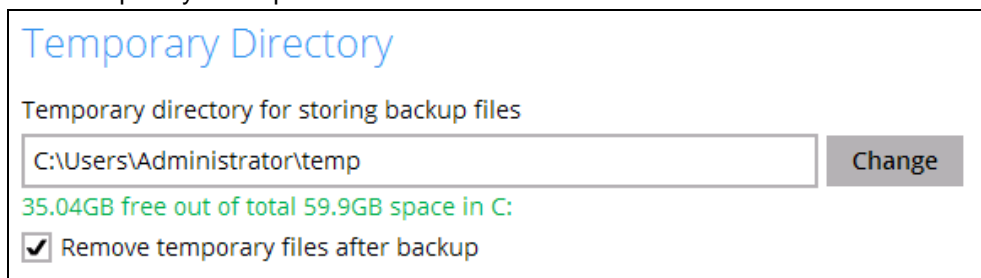 Temporary Directory
Temporary directory for storing backup files
C:\Users\Administrator\temp
Change
35.04GB free out of total 59.9GB space in C:
Remove temporary files after backup